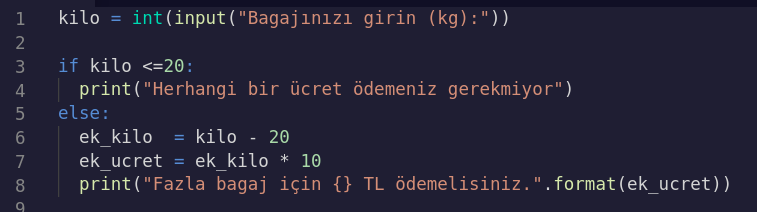 1 kilo = int(input("Bagajınızı girin (kg):"))
2
3 if kilo <=20:
4   print("Herhangi bir ücret ödemeniz gerekmiyor")
5 else:
6   ek_kilo  = kilo - 20
7   ek_ucret = ek_kilo * 10
8   print("Fazla bagaj için {} TL ödemelisiniz.".format(ek_ucret))
9